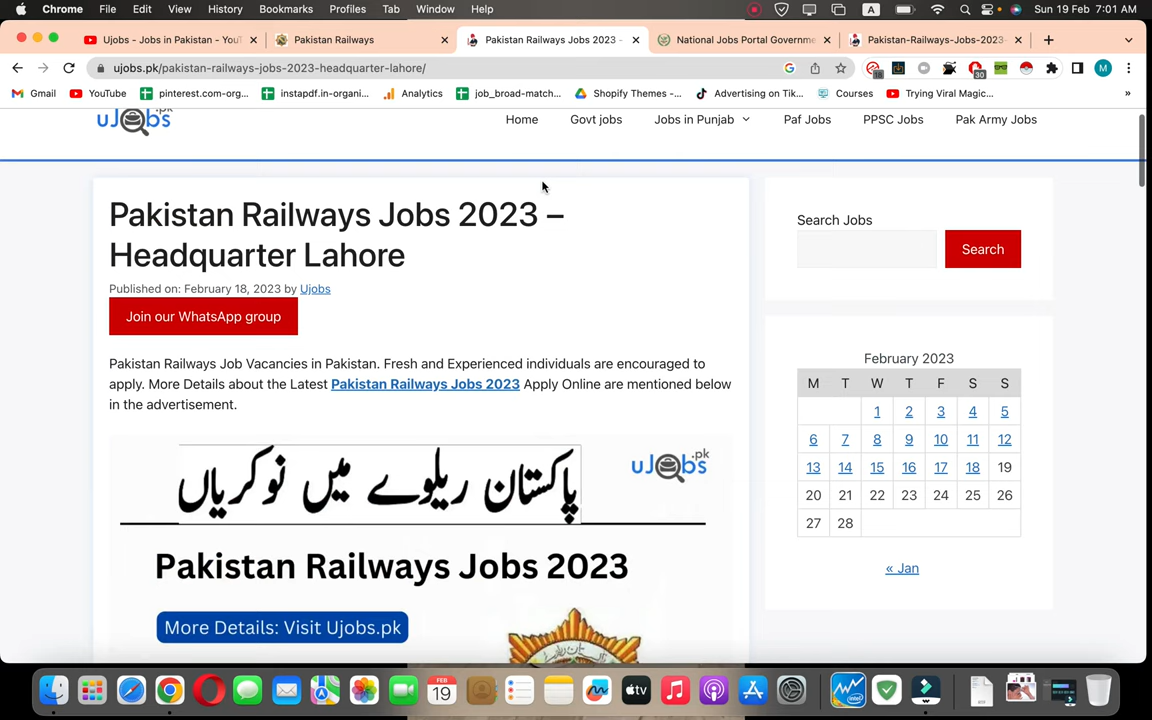 Chrome File Edit View History Bookmarks Profiles Tab Window Help A Sun 19 Feb 7:01 AM
Ujobs - Jobs in Pakistan - You
Pakistan Railways
Pakistan Railways Jobs 2023 -
National Jobs Portal Governme
Pakistan-Railways-Jobs-2023-
ujobs.pk/pakistan-railways-jobs-2023-headquarter-lahore/
M
Gmail YouTube pinterest.com-org... instapdf.in-organi... Analytics job_broad-match... Shopify Themes -... Advertising on Tik... Courses Trying Viral Magic... »
uJobs.pk
Home Govt jobs Jobs in Punjab Paf Jobs PPSC Jobs Pak Army Jobs
Pakistan Railways Jobs 2023 –
Headquarter Lahore
Published on: February 18, 2023 by Ujobs
Join our WhatsApp group
Pakistan Railways Job Vacancies in Pakistan. Fresh and Experienced individuals are encouraged to
apply. More Details about the Latest Pakistan Railways Jobs 2023 Apply Online are mentioned below
in the advertisement.
پاکستان ریلوے میں نوکریاں
uJobs.pk
Pakistan Railways Jobs 2023
More Details: Visit Ujobs.pk
Search Jobs
Search
February 2023
M T W T F S S
1 2 3 4 5
6 7 8 9 10 11 12
13 14 15 16 17 18 19
20 21 22 23 24 25 26
27 28
« Jan
FEB
19
tv
intel